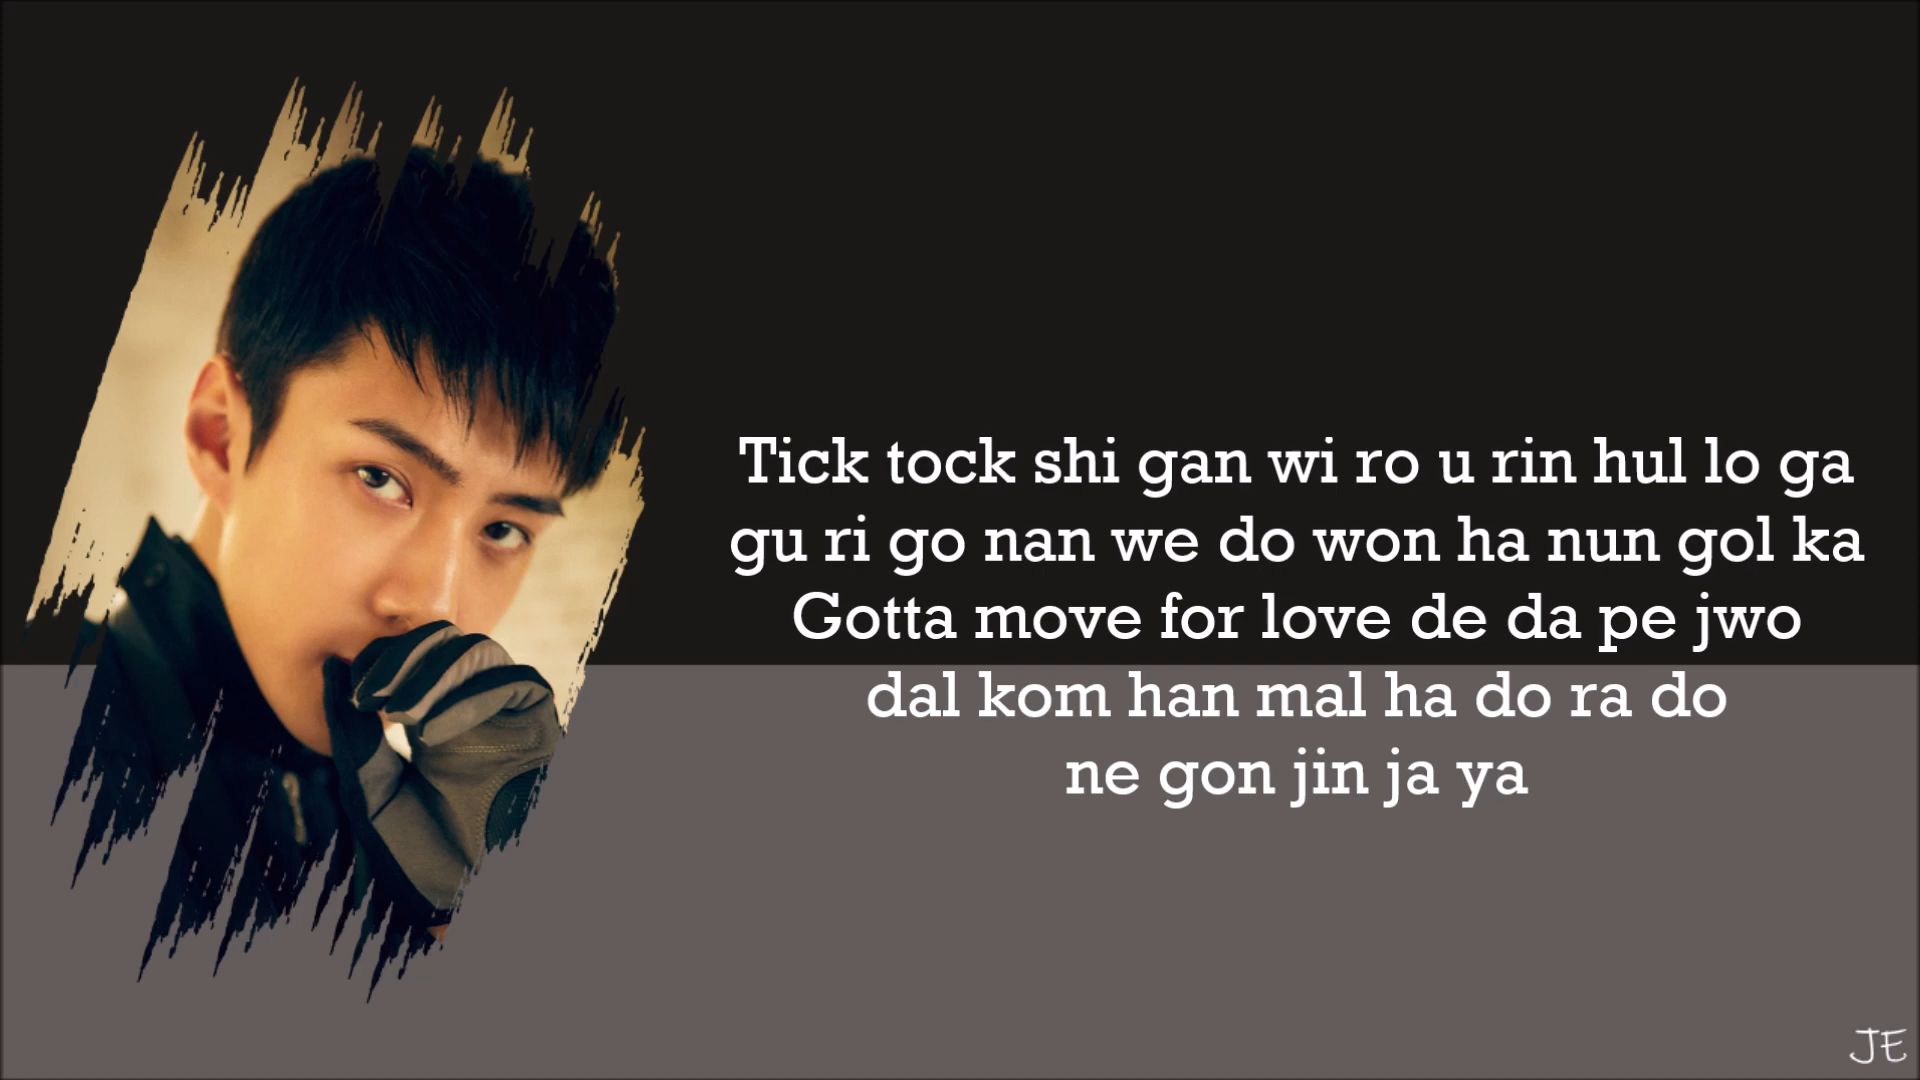 Tick tock shi gan wi ro u rin hul lo ga
gu ri go nan we do won ha nun gol ka
Gotta move for love de da pe jwo
dal kom han mal ha do ra do
ne gon jin ja ya
JE